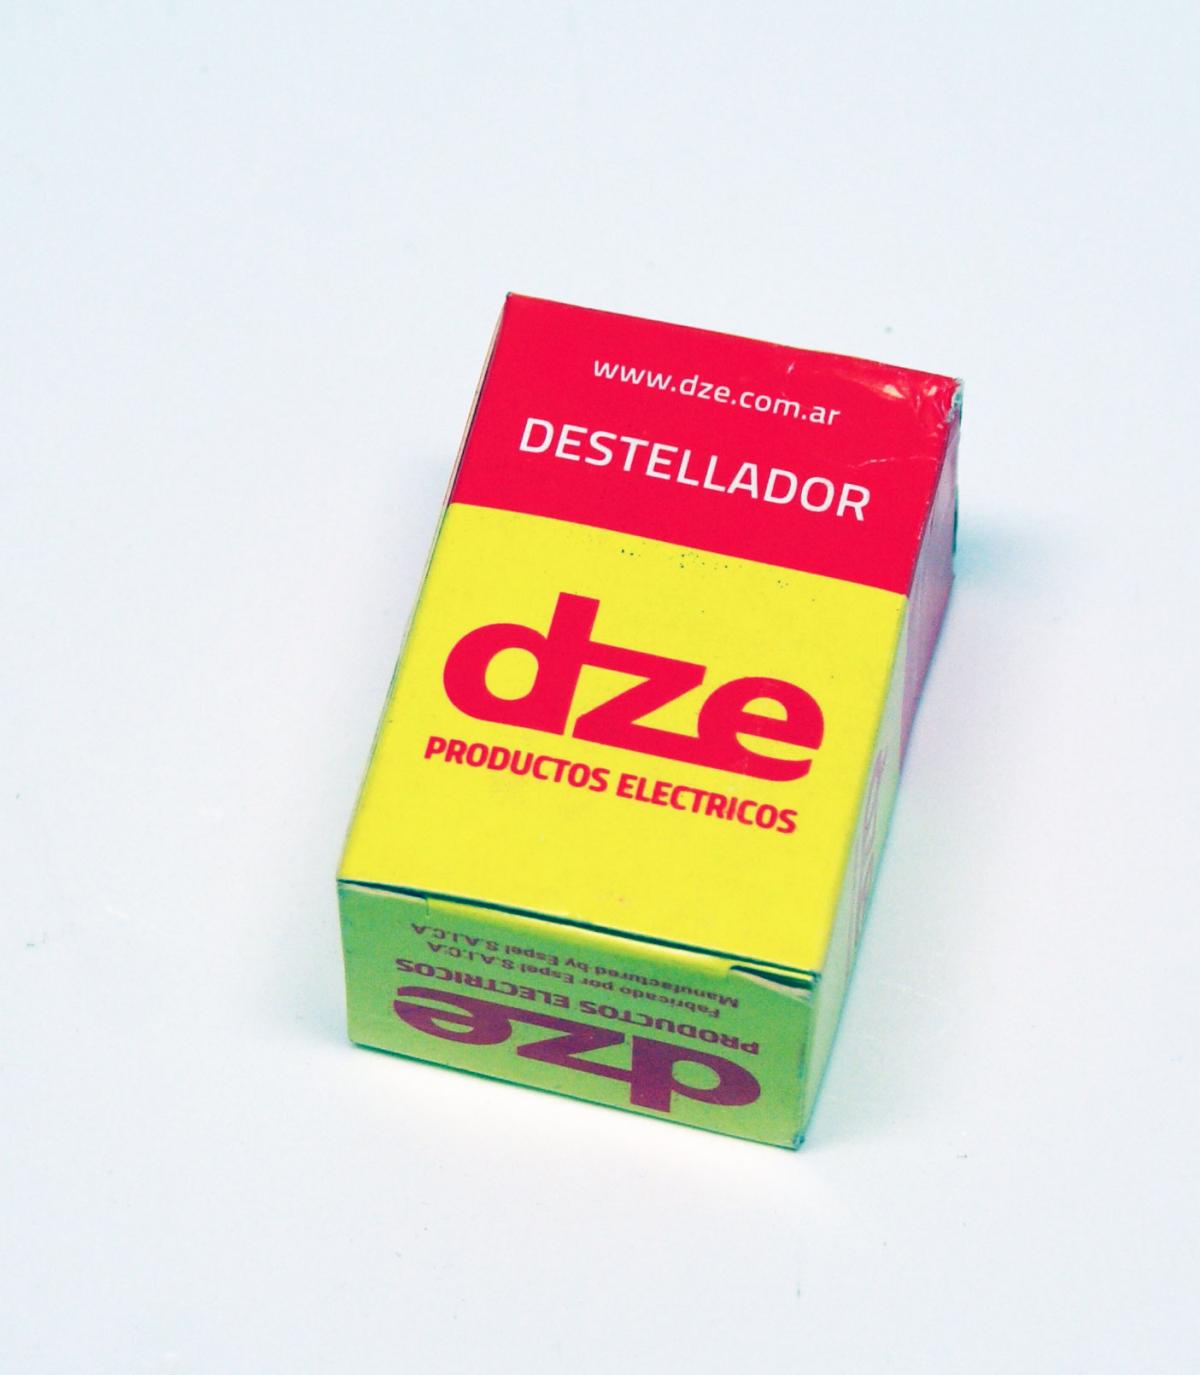 www.dze.com.ar
DESTELLADOR
dze
PRODUCTOS ELECTRICOS
dze
PRODUCTOS ELECTRICOS
Fabricado por Espel S.A.I.C.A
Manufactured by Espel S.A.I.C.A